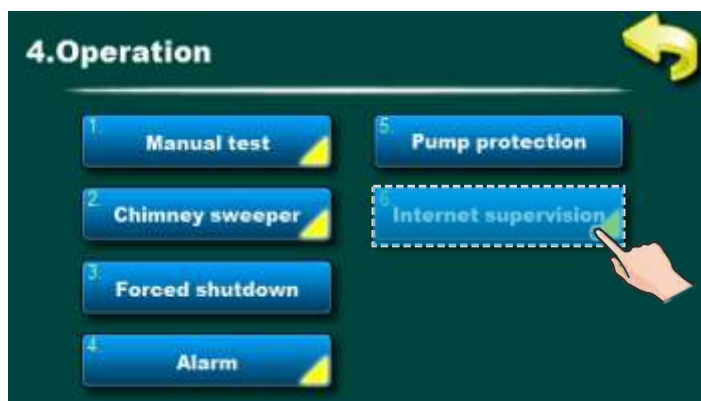 4.Operation
1. Manual test
2. Chimney sweeper
3. Forced shutdown
4. Alarm
5 Pump protection
6 Internet supervision